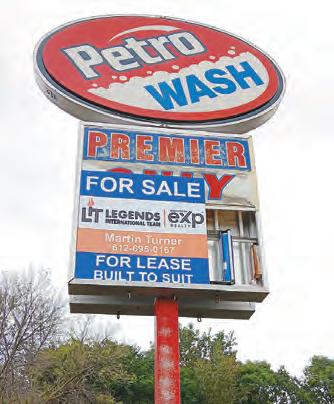 Petro
WASH
PREMIER
FOR SALE
LIT LEGENDS
INTERNATIONAL TEAM
exp
REALTY
Martin Turner
612-695-0167
FOR LEASE
BUILT TO SUIT